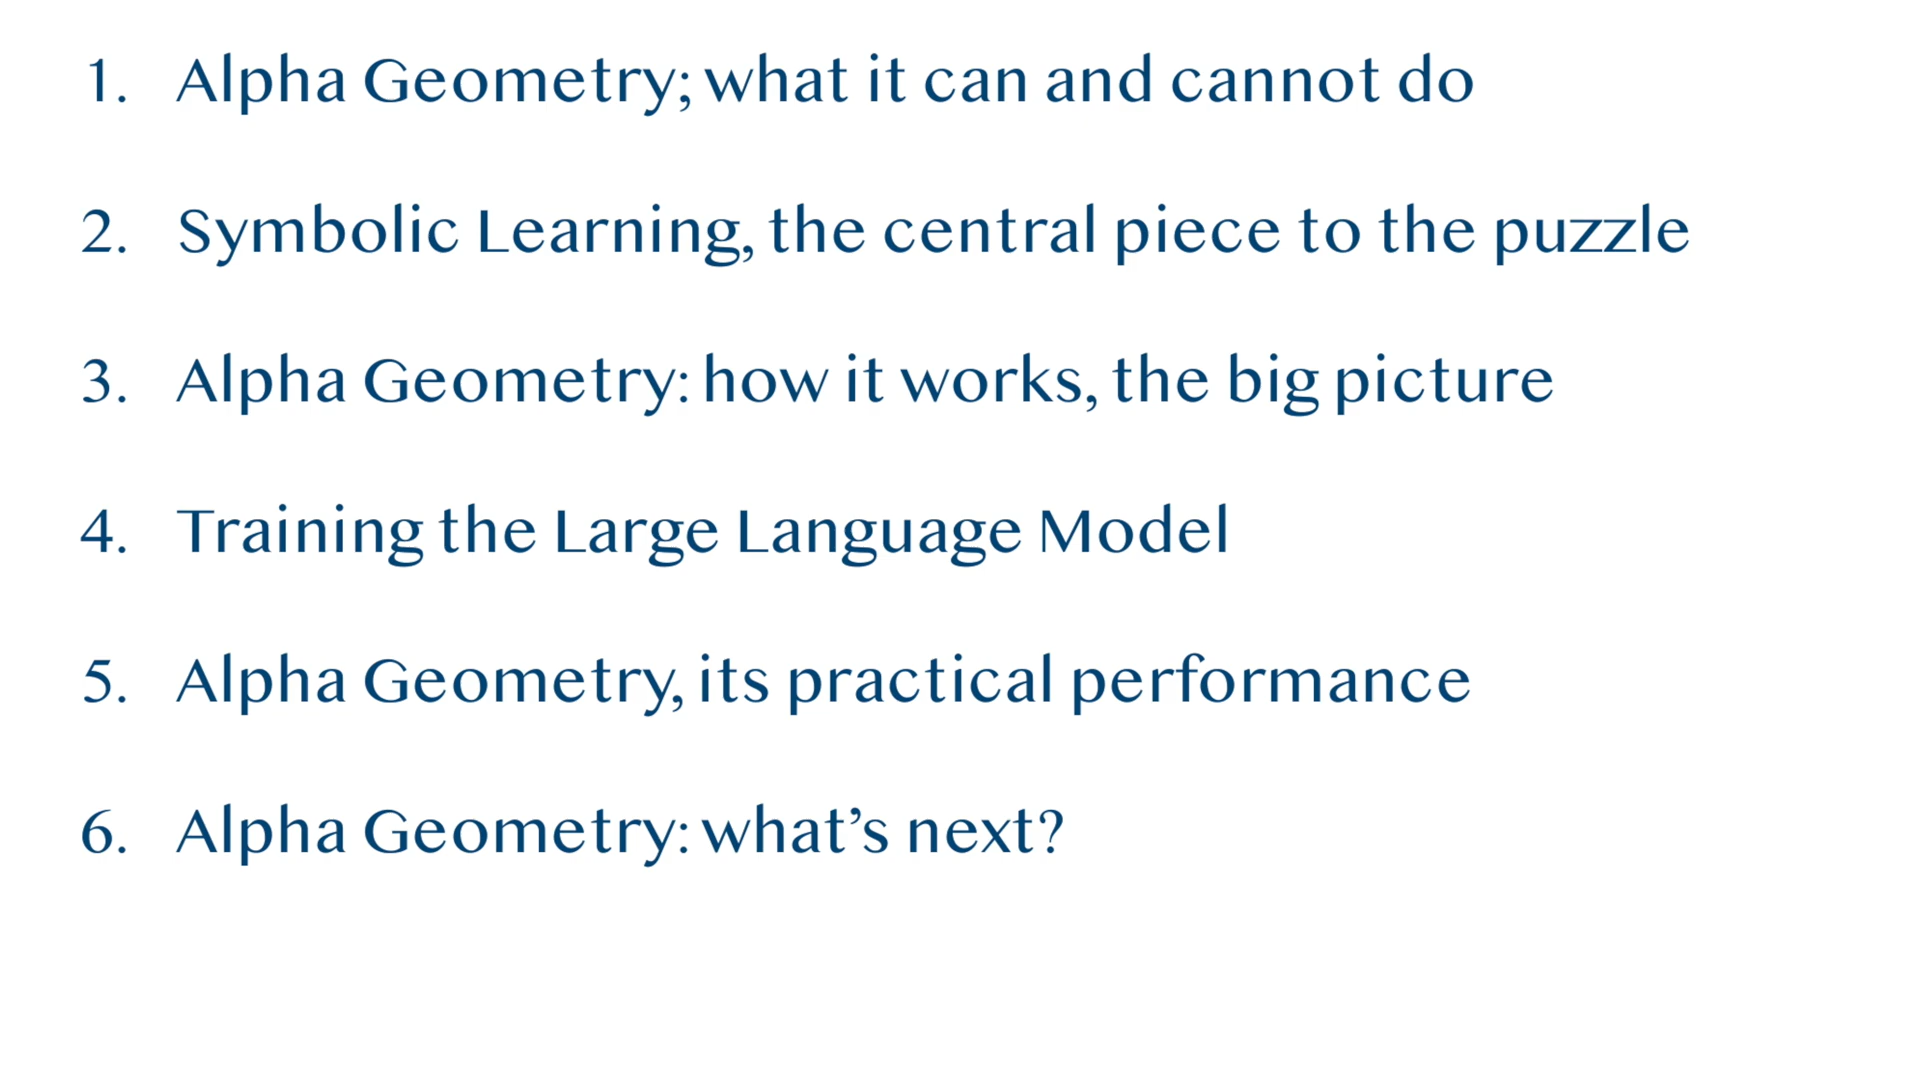 1. Alpha Geometry; what it can and cannot do
2. Symbolic Learning, the central piece to the puzzle
3. Alpha Geometry: how it works, the big picture
4. Training the Large Language Model
5. Alpha Geometry, its practical performance
6. Alpha Geometry: what’s next?